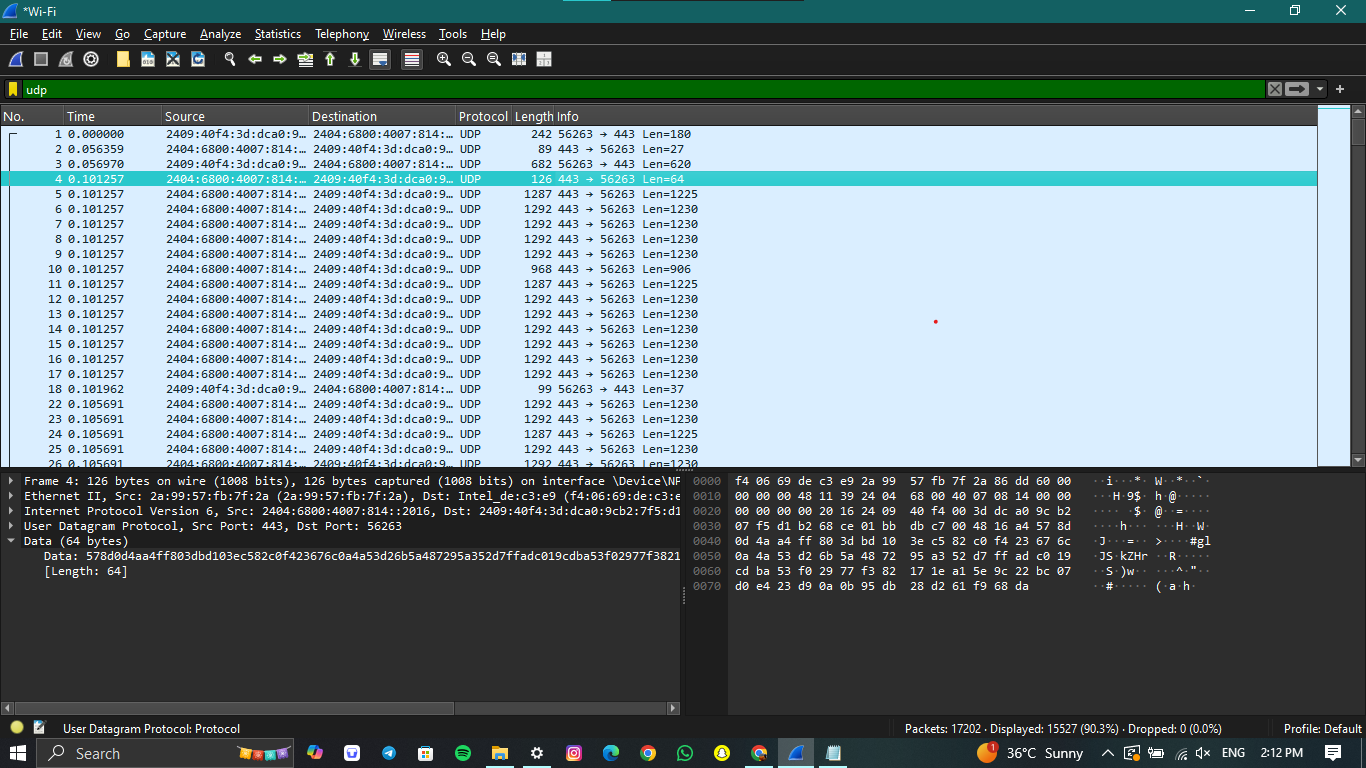 *Wi-Fi
File Edit View Go Capture Analyze Statistics Telephony Wireless Tools Help
udp
No. Time Source Destination Protocol Length Info
1 0.000000 2409:40f4:3d:dca0:9… 2404:6800:4007:814:… UDP 242 56263 → 443 Len=180
2 0.056359 2409:40f4:3d:dca0:9… 2404:6800:4007:814:… UDP 89 443 → 56263 Len=27
3 0.056970 2409:40f4:3d:dca0:9… 2404:6800:4007:814:… UDP 682 56263 → 443 Len=620
4 0.101257 2404:6800:4007:814:… 2409:40f4:3d:dca0:9… UDP 126 443 → 56263 Len=64
5 0.101257 2404:6800:4007:814:… 2409:40f4:3d:dca0:9… UDP 1287 443 → 56263 Len=1225
6 0.101257 2404:6800:4007:814:… 2409:40f4:3d:dca0:9… UDP 1292 443 → 56263 Len=1230
7 0.101257 2404:6800:4007:814:… 2409:40f4:3d:dca0:9… UDP 1292 443 → 56263 Len=1230
8 0.101257 2404:6800:4007:814:… 2409:40f4:3d:dca0:9… UDP 1292 443 → 56263 Len=1230
9 0.101257 2404:6800:4007:814:… 2409:40f4:3d:dca0:9… UDP 1292 443 → 56263 Len=1230
10 0.101257 2404:6800:4007:814:… 2409:40f4:3d:dca0:9… UDP 968 443 → 56263 Len=906
11 0.101257 2404:6800:4007:814:… 2409:40f4:3d:dca0:9… UDP 1287 443 → 56263 Len=1225
12 0.101257 2404:6800:4007:814:… 2409:40f4:3d:dca0:9… UDP 1292 443 → 56263 Len=1230
13 0.101257 2404:6800:4007:814:… 2409:40f4:3d:dca0:9… UDP 1292 443 → 56263 Len=1230
14 0.101257 2404:6800:4007:814:… 2409:40f4:3d:dca0:9… UDP 1292 443 → 56263 Len=1230
15 0.101257 2404:6800:4007:814:… 2409:40f4:3d:dca0:9… UDP 1292 443 → 56263 Len=1230
16 0.101257 2404:6800:4007:814:… 2409:40f4:3d:dca0:9… UDP 1292 443 → 56263 Len=1230
17 0.101257 2404:6800:4007:814:… 2409:40f4:3d:dca0:9… UDP 1292 443 → 56263 Len=1230
18 0.101962 2409:40f4:3d:dca0:9… 2404:6800:4007:814:… UDP 99 56263 → 443 Len=37
22 0.105691 2404:6800:4007:814:… 2409:40f4:3d:dca0:9… UDP 1292 443 → 56263 Len=1230
23 0.105691 2404:6800:4007:814:… 2409:40f4:3d:dca0:9… UDP 1292 443 → 56263 Len=1230
24 0.105691 2404:6800:4007:814:… 2409:40f4:3d:dca0:9… UDP 1287 443 → 56263 Len=1225
25 0.105691 2404:6800:4007:814:… 2409:40f4:3d:dca0:9… UDP 1292 443 → 56263 Len=1230
26 0.105691 2404:6800:4007:814:… 2409:40f4:3d:dca0:9… UDP 1292 443 → 56263 Len=1230
Frame 4: 126 bytes on wire (1008 bits), 126 bytes captured (1008 bits) on interface \Device\NP
Ethernet II, Src: 2a:99:57:fb:7f:2a (2a:99:57:fb:7f:2a), Dst: Intel_de:c3:e9 (f4:06:69:de:c3:e
Internet Protocol Version 6, Src: 2404:6800:4007:814::2016, Dst: 2409:40f4:3d:dca0:9cb2:7f5:d1
User Datagram Protocol, Src Port: 443, Dst Port: 56263
Data (64 bytes)
Data: 578d0d4aa4ff803dbd103ec582c0f423676c0a4a53d26b5a487295a352d7ffadc019cdba53f02977f3821
[Length: 64]
0000 f4 06 69 de c3 e9 2a 99 57 fb 7f 2a 86 dd 60 00 ··i···*· W··*··`·
0010 00 00 00 48 11 39 24 04 68 00 40 07 08 14 00 00 ···H·9$· h·@·····
0020 00 00 00 00 20 16 24 09 40 f4 00 3d dc a0 9c b2 ···· ·$· @··=····
0030 07 f5 d1 b2 68 ce 01 bb db c7 00 48 16 a4 57 8d ····h··· ···H··W·
0040 0d 4a a4 ff 80 3d bd 10 3e c5 82 c0 f4 23 67 6c ·J···=·· >····#gl
0050 0a 4a 53 d2 6b 5a 48 72 95 a3 52 d7 ff ad c0 19 ·JS·kZHr ··R·····
0060 cd ba 53 f0 29 77 f3 82 17 1e a1 5e 9c 22 bc 07 ··S·)w·· ···^·"··
0070 d0 e4 23 d9 0a 0b 95 db 28 d2 61 f9 68 da ··#····· (·a·h·
User Datagram Protocol: Protocol
Packets: 17202 · Displayed: 15527 (90.3%) · Dropped: 0 (0.0%)
Profile: Default
Search
1
36°C Sunny
ENG
2:12 PM